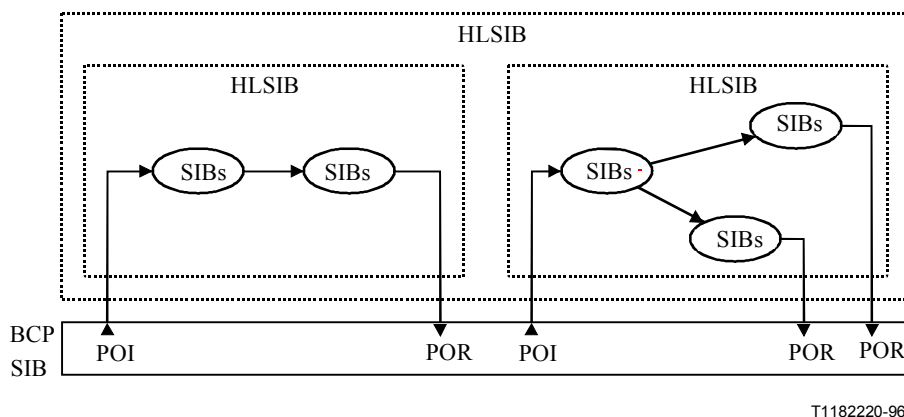 HLSIB
HLSIB
HLSIB
SIBs
SIBs
SIBs
SIBs
SIBs
BCP
SIB
POI
POR
POI
POR
POR
T1182220-96